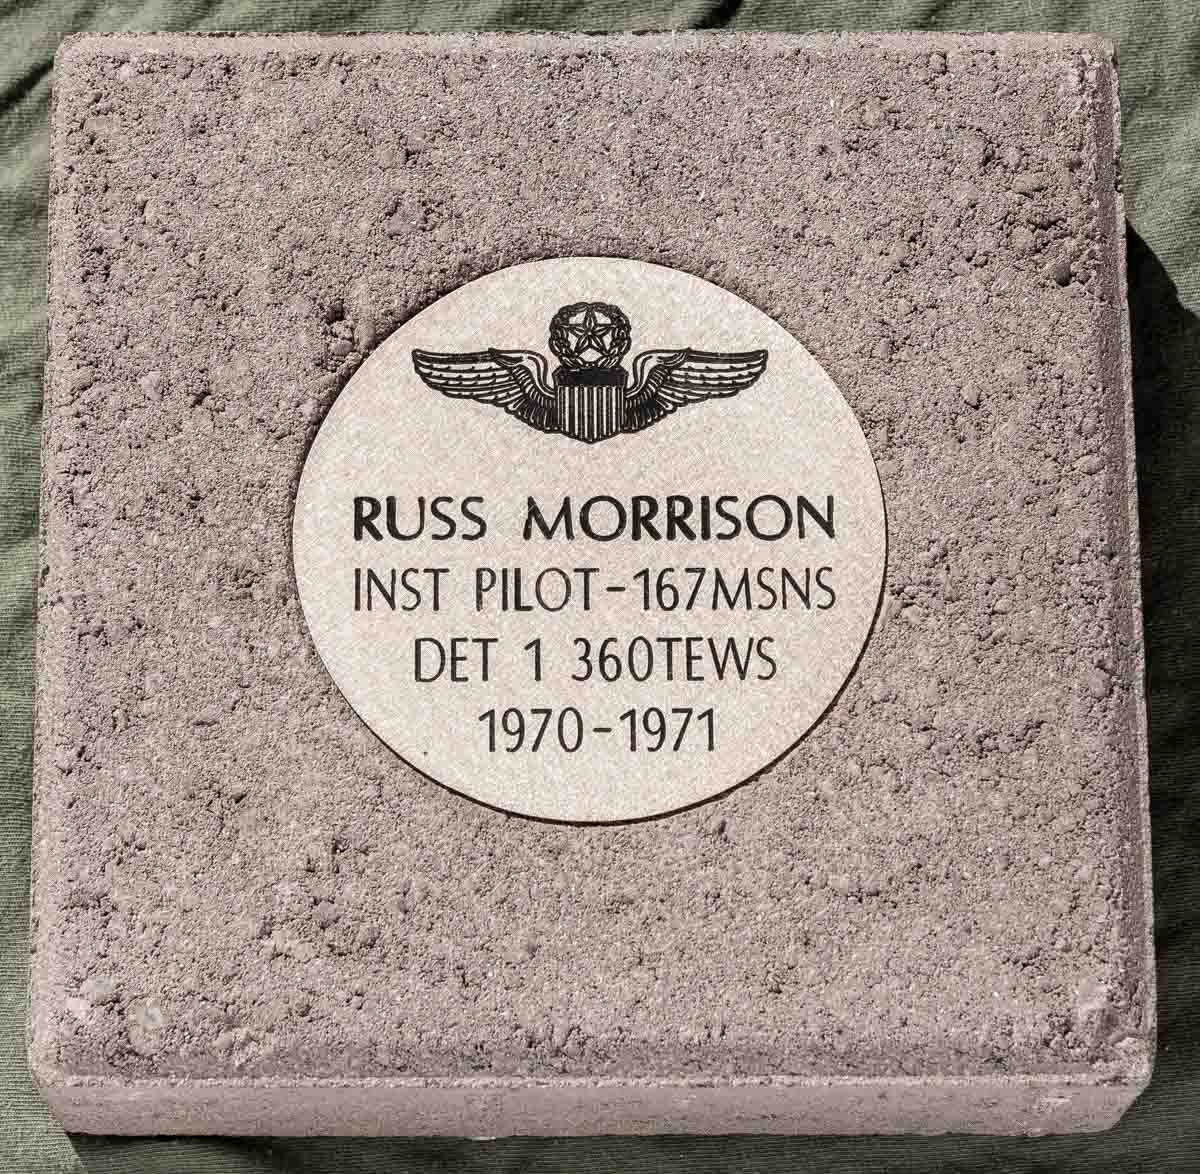 RUSS MORRISON
INST PILOT-167MSNS
DET 1 360TEWS
1970-1971